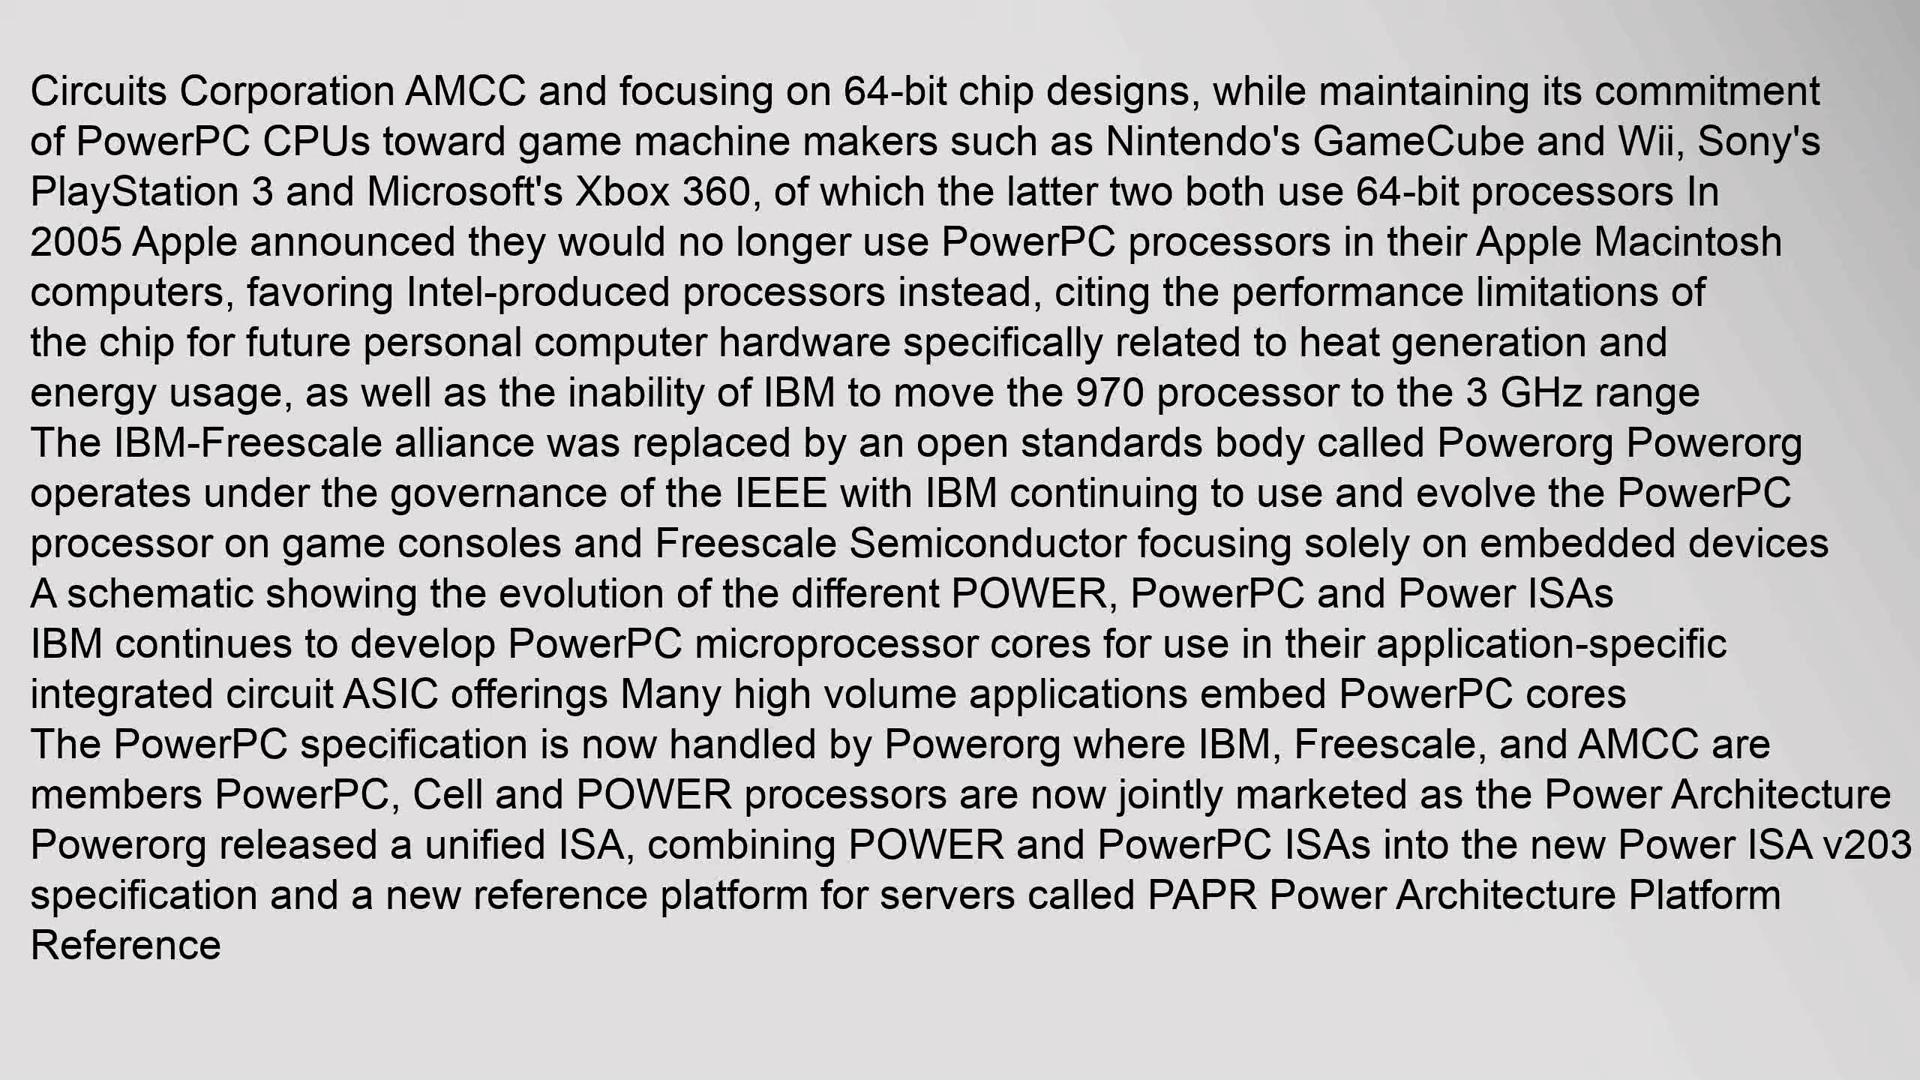 Circuits Corporation AMCC and focusing on 64-bit chip designs, while maintaining its commitment
of PowerPC CPUs toward game machine makers such as Nintendo's GameCube and Wii, Sony's
PlayStation 3 and Microsoft's Xbox 360, of which the latter two both use 64-bit processors In
2005 Apple announced they would no longer use PowerPC processors in their Apple Macintosh
computers, favoring Intel-produced processors instead, citing the performance limitations of
the chip for future personal computer hardware specifically related to heat generation and
energy usage, as well as the inability of IBM to move the 970 processor to the 3 GHz range
The IBM-Freescale alliance was replaced by an open standards body called Powerorg Powerorg
operates under the governance of the IEEE with IBM continuing to use and evolve the PowerPC
processor on game consoles and Freescale Semiconductor focusing solely on embedded devices
A schematic showing the evolution of the different POWER, PowerPC and Power ISAs
IBM continues to develop PowerPC microprocessor cores for use in their application-specific
integrated circuit ASIC offerings Many high volume applications embed PowerPC cores
The PowerPC specification is now handled by Powerorg where IBM, Freescale, and AMCC are
members PowerPC, Cell and POWER processors are now jointly marketed as the Power Architecture
Powerorg released a unified ISA, combining POWER and PowerPC ISAs into the new Power ISA v203
specification and a new reference platform for servers called PAPR Power Architecture Platform
Reference